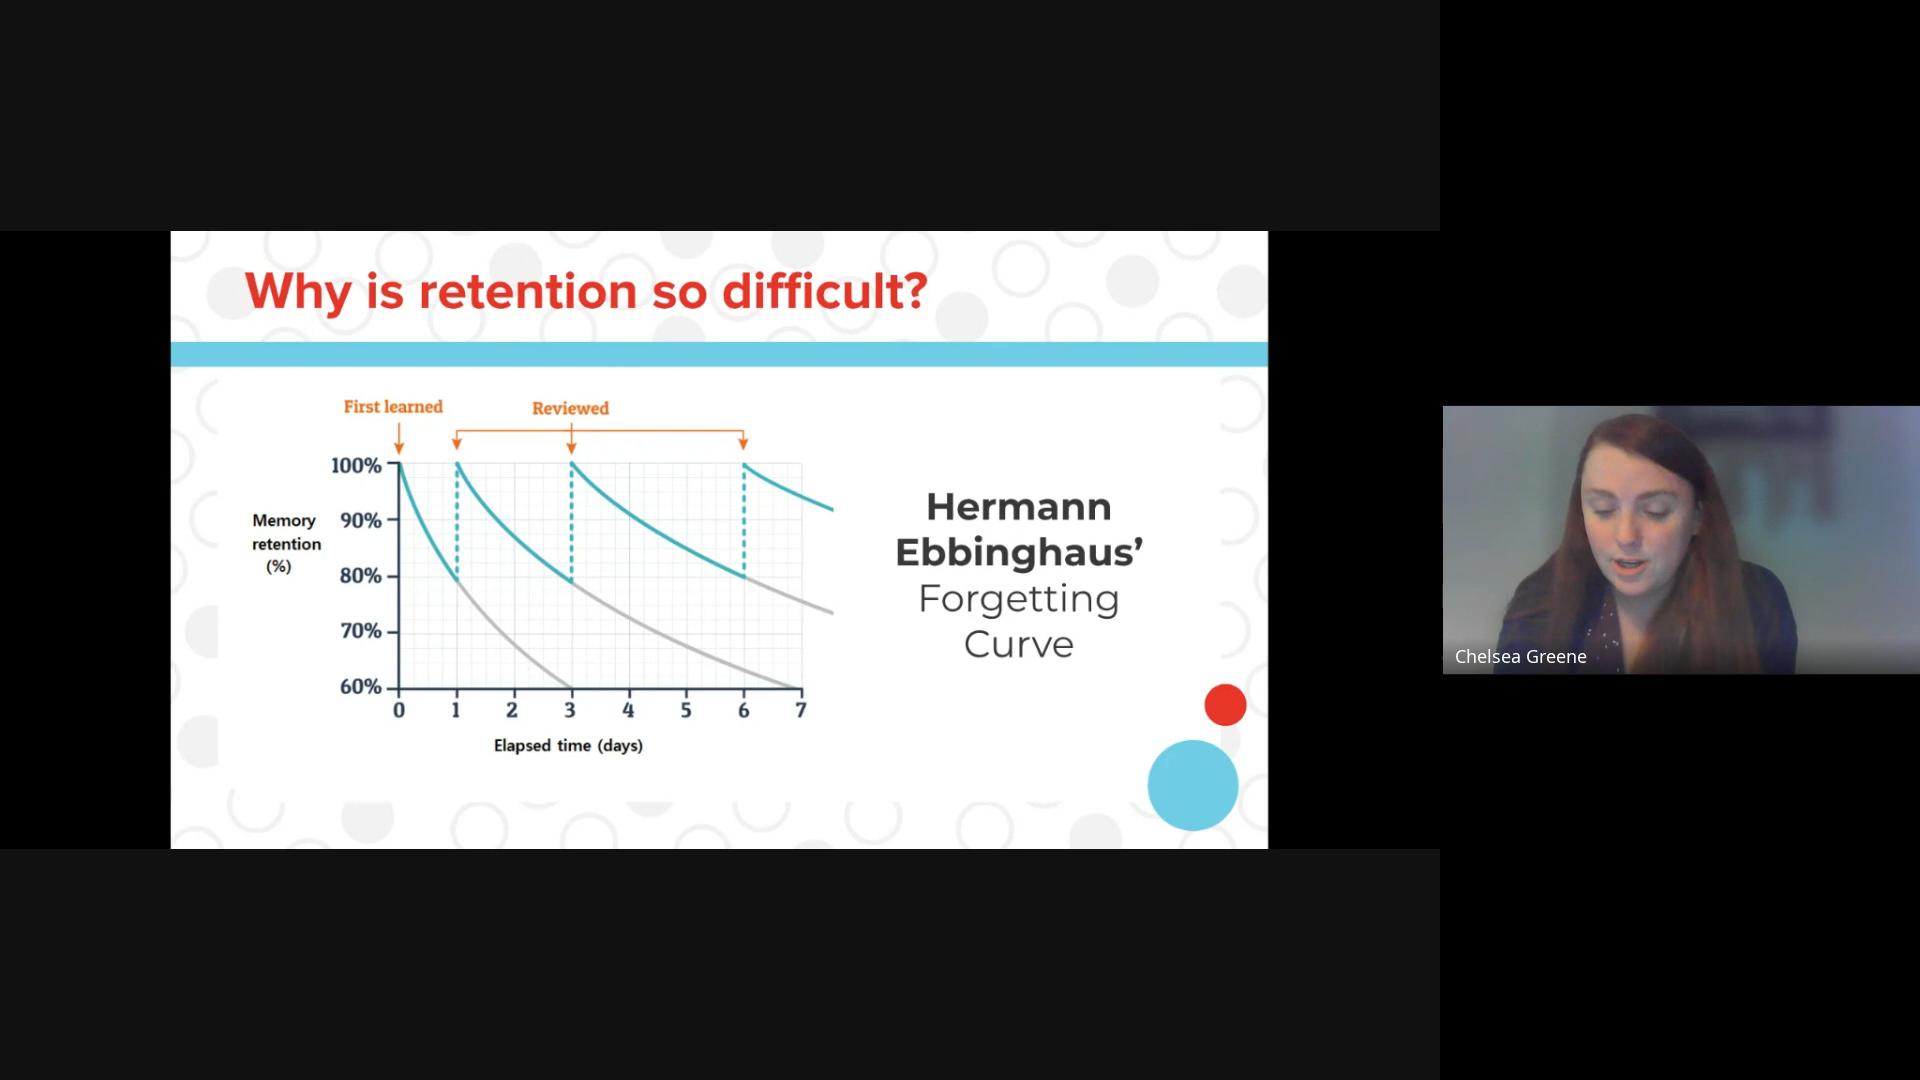 Why is retention so difficult?
First learned
Reviewed
100%
90%
80%
70%
60%
Memory
retention
(%)
0 1 2 3 4 5 6 7
Elapsed time (days)
Hermann
Ebbinghaus’
Forgetting
Curve
Chelsea Greene